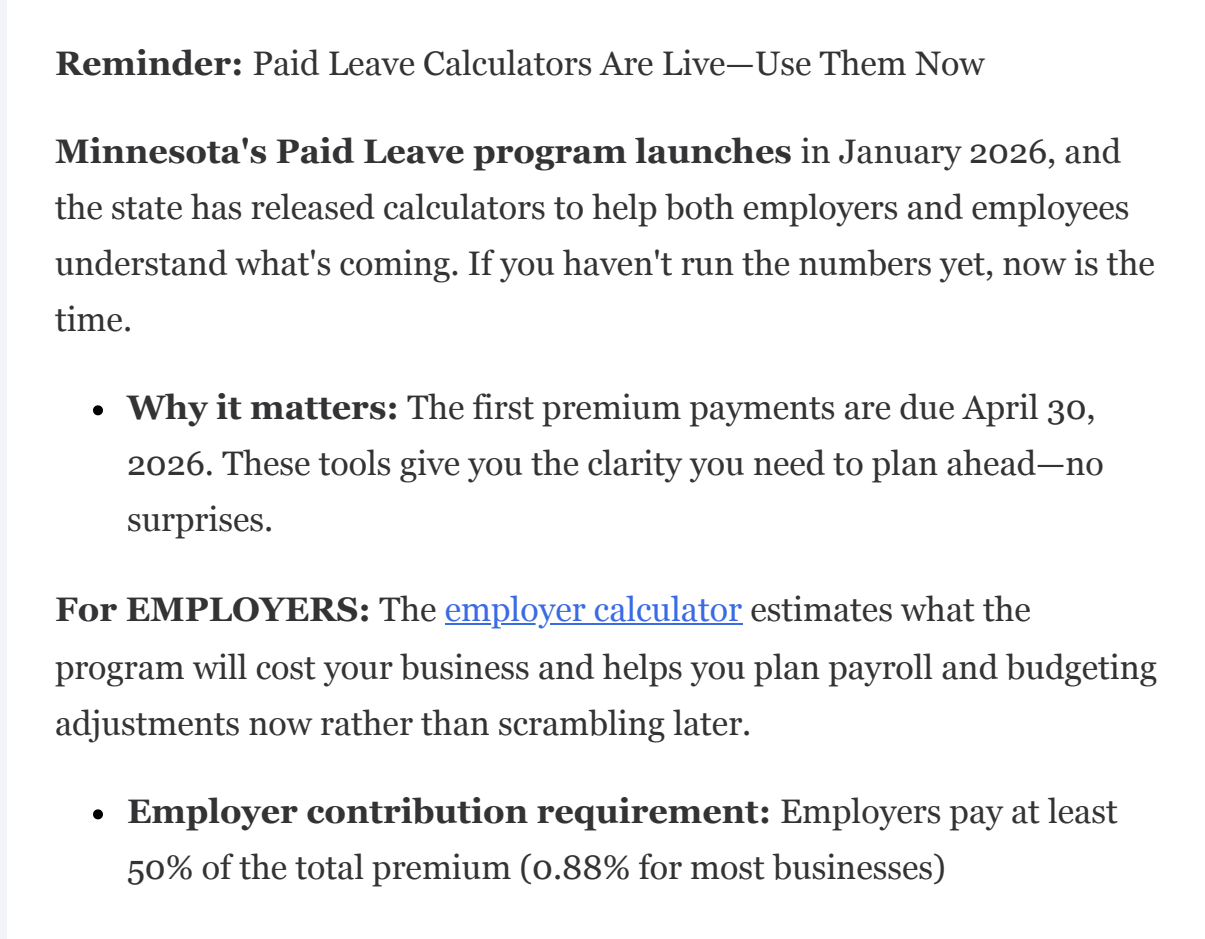 Reminder: Paid Leave Calculators Are Live—Use Them Now
Minnesota's Paid Leave program launches in January 2026, and
the state has released calculators to help both employers and employees
understand what's coming. If you haven't run the numbers yet, now is the
time.
• Why it matters: The first premium payments are due April 30,
2026. These tools give you the clarity you need to plan ahead—no
surprises.
For EMPLOYERS: The employer calculator estimates what the
program will cost your business and helps you plan payroll and budgeting
adjustments now rather than scrambling later.
• Employer contribution requirement: Employers pay at least
50% of the total premium (0.88% for most businesses)